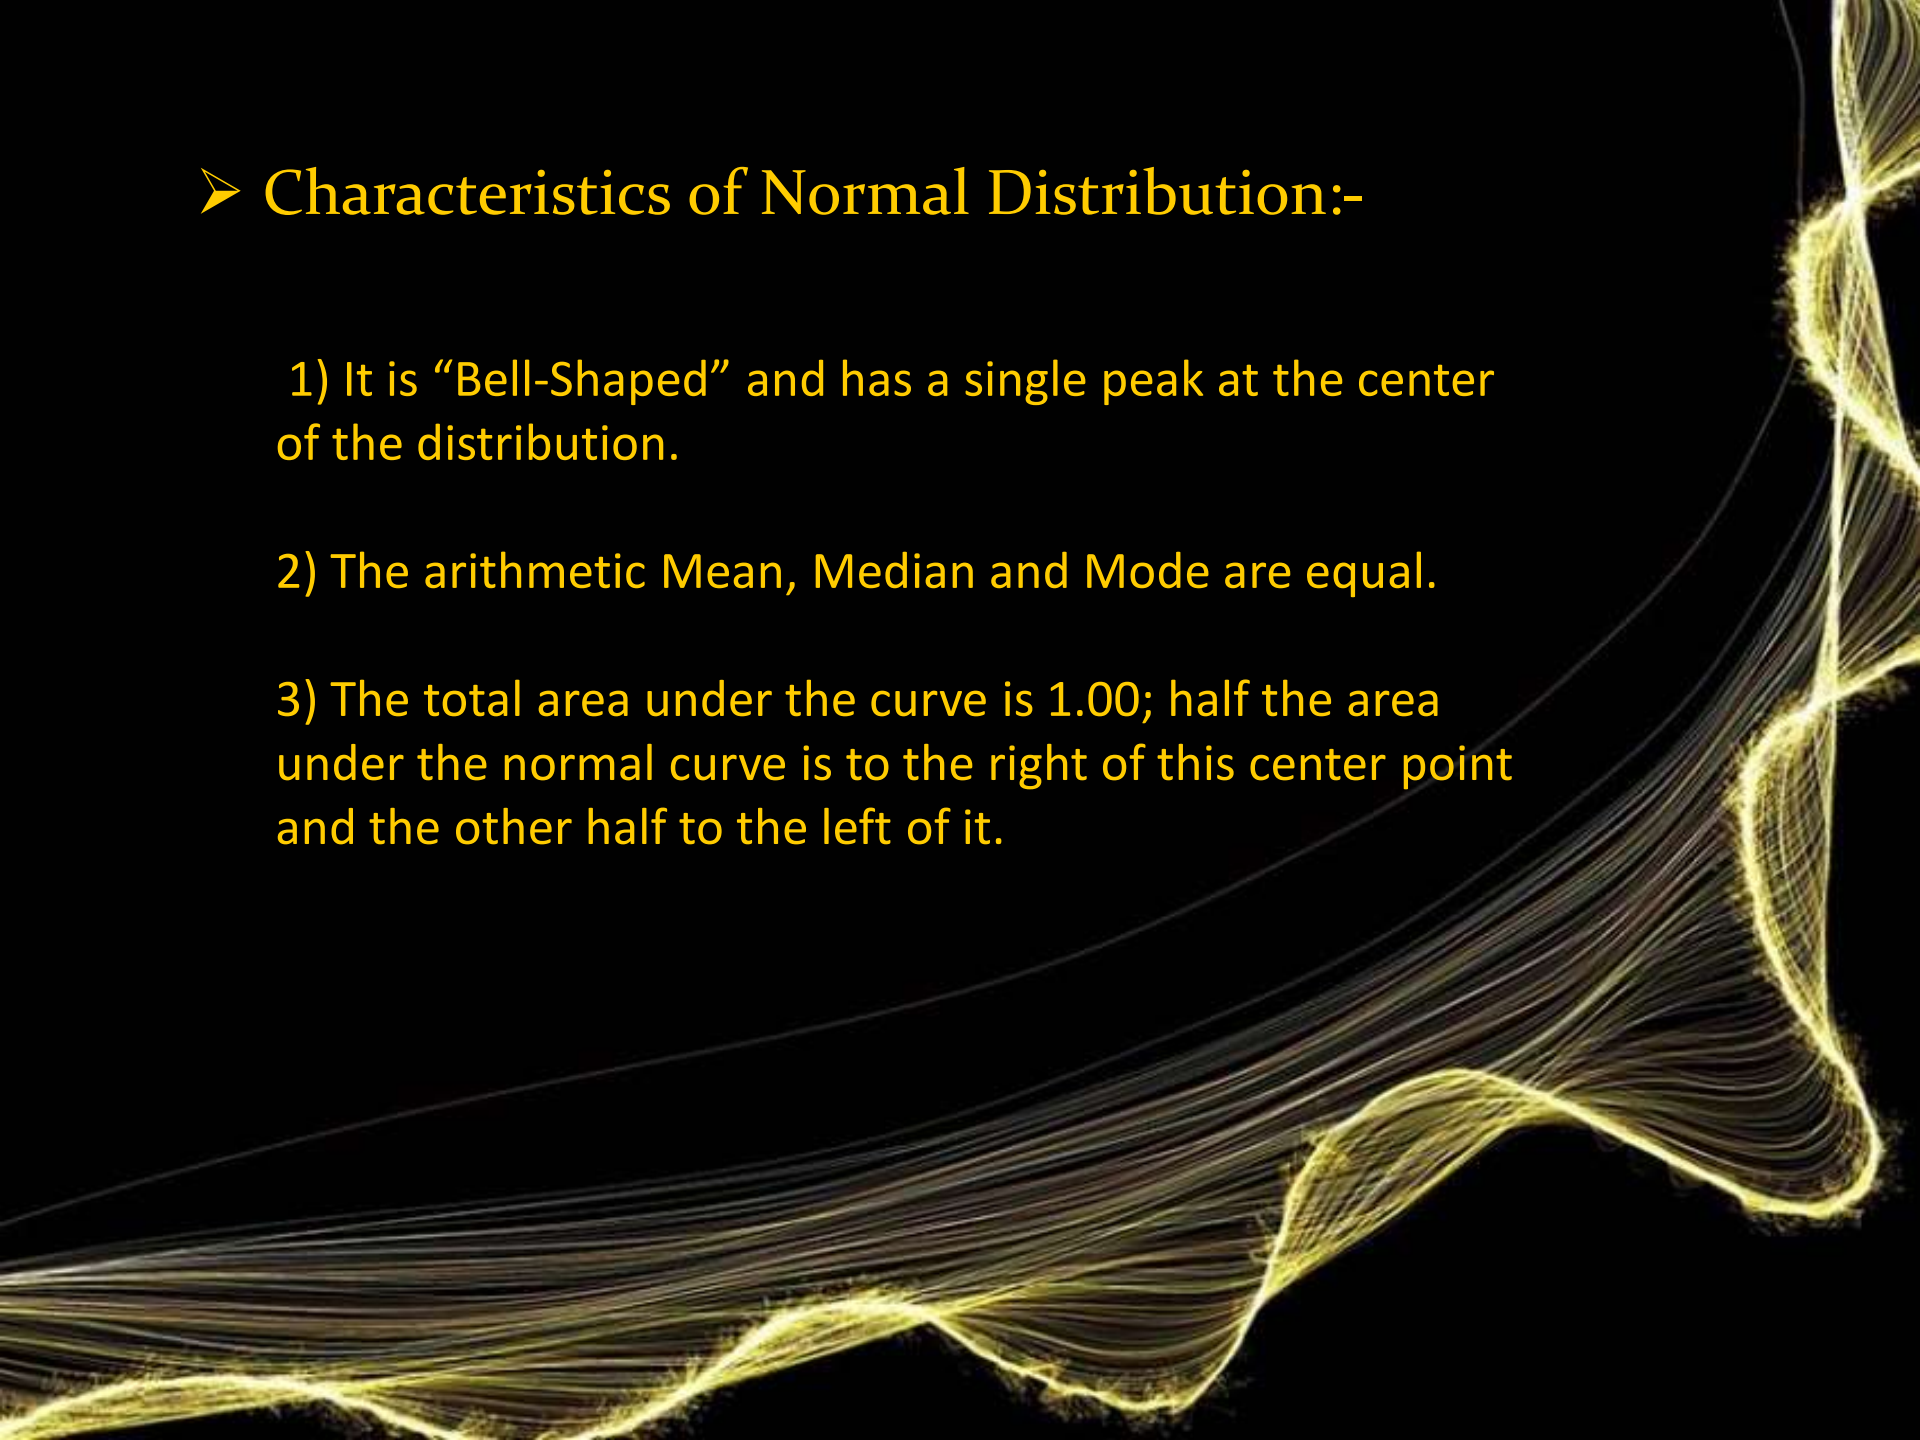 ➢ Characteristics of Normal Distribution:-
1) It is “Bell-Shaped” and has a single peak at the center
of the distribution.
2) The arithmetic Mean, Median and Mode are equal.
3) The total area under the curve is 1.00; half the area
under the normal curve is to the right of this center point
and the other half to the left of it.